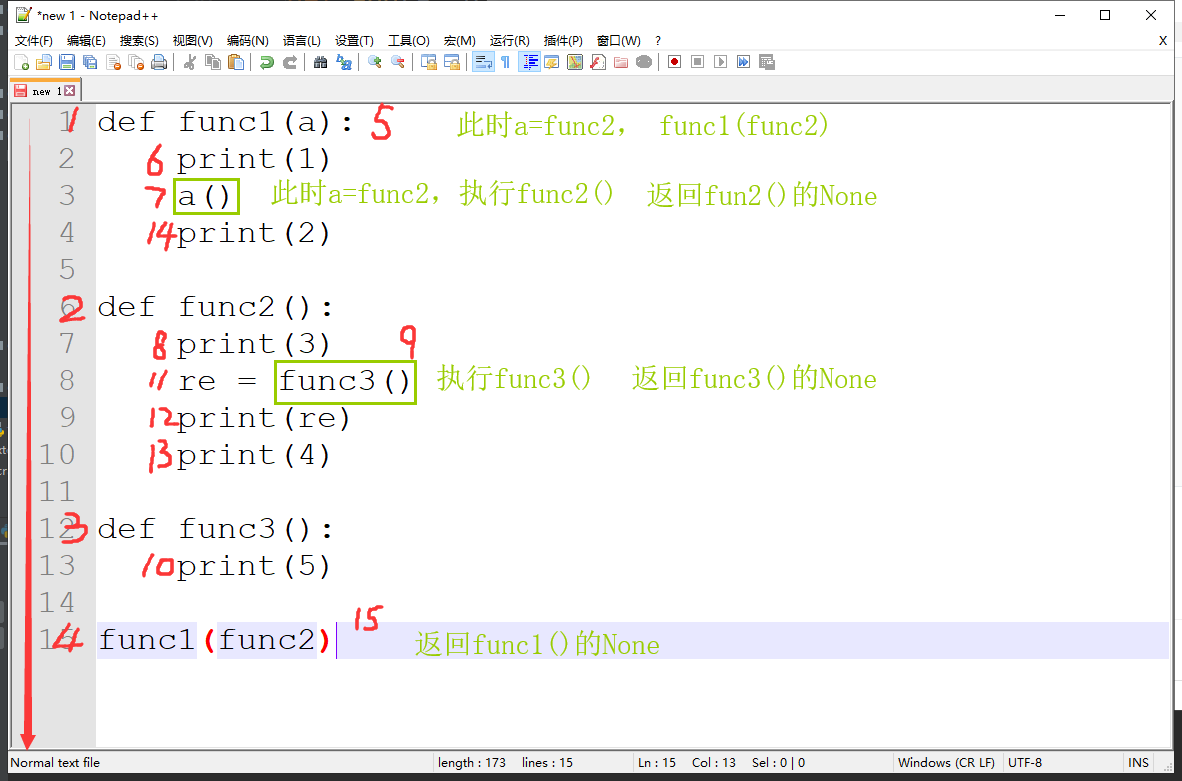 *new 1 - Notepad++
文件(F) 编辑(E) 搜索(S) 视图(V) 编码(N) 语言(L) 设置(T) 工具(O) 宏(M) 运行(R) 插件(P) 窗口(W) ? X
new 1
1 1 def func1(a): 5 此时a=func2, func1(func2)
2 6 print(1)
3 7 a() 此时a=func2，执行func2() 返回fun2()的None
4 14 print(2)
5
6 2 def func2():
7 8 print(3) 9
8 11 re = func3() 执行func3() 返回func3()的None
9 12 print(re)
10 13 print(4)
11
12 3 def func3():
13 10 print(5)
14
15 4 func1(func2) 15 返回func1()的None
Normal text file length : 173 lines : 15 Ln : 15 Col : 13 Sel : 0 | 0 Windows (CR LF) UTF-8 INS